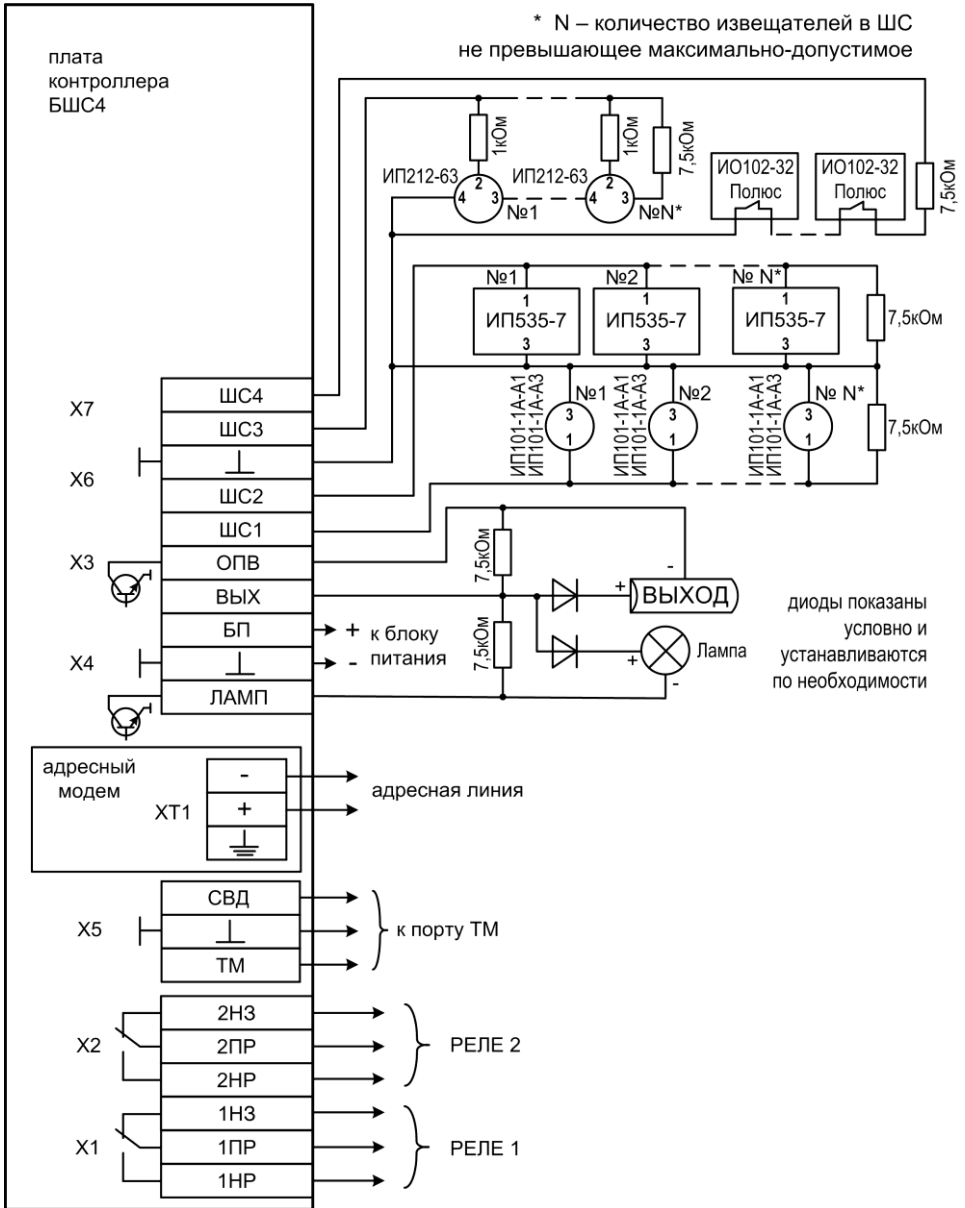 * N – количество извещателей в ШС
не превышающее максимально-допустимое
плата
контроллера
БШС4
1кОм
1кОм
7,5кОм
ИП212-63
2
4
3
№1
ИП212-63
2
4
3
№N*
ИО102-32
Полюс
ИО102-32
Полюс
7,5кОм
№1
1
ИП535-7
3
№2
1
ИП535-7
3
№ N*
1
ИП535-7
3
7,5кОм
ИП101-1А-А1
ИП101-1А-А3
№1
3
1
ИП101-1А-А1
ИП101-1А-А3
№2
3
1
ИП101-1А-А1
ИП101-1А-А3
№ N*
3
1
7,5кОм
X7
ШС4
ШС3
X6
ШС2
ШС1
X3
ОПВ
ВЫХ
БП
X4
ЛАМП
+ к блоку
- питания
7,5кОм
7,5кОм
-
+
ВЫХОД
+
Лампа
-
диоды показаны
условно и
устанавливаются
по необходимости
адресный
модем
XT1
-
+
адресная линия
X5
СВД
ТМ
к порту ТМ
X2
2НЗ
2ПР
2НР
РЕЛЕ 2
X1
1НЗ
1ПР
1НР
РЕЛЕ 1